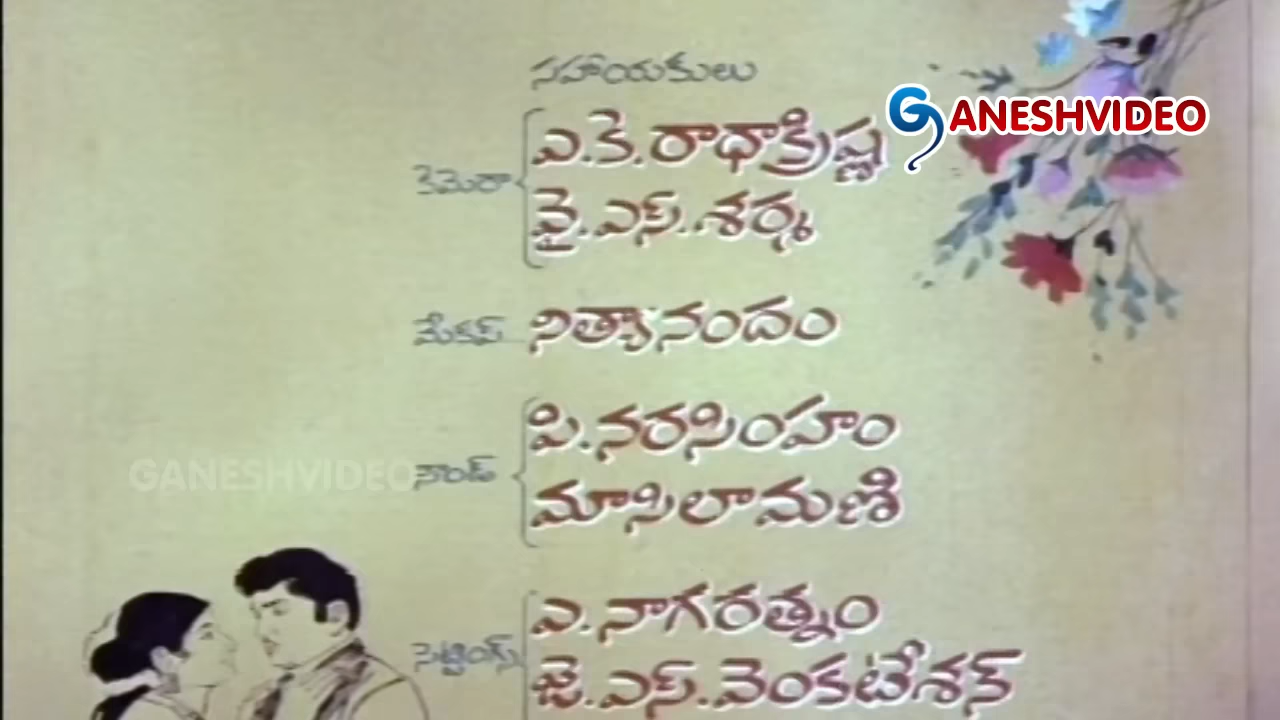 సహాయకులు
GANESHVIDEO
కెమెరా
ఎ.కె.రాధాక్రిష్ణ
వై.ఎస్.శర్మ
మేకప్ నిత్యానందం
పి.నరసింహం
GANESHVIDEO
సౌండ్
మాసిలామణి
ఎ.నాగరత్నం
సెట్టింగ్స్
జె.ఎస్.వెంకటేశన్